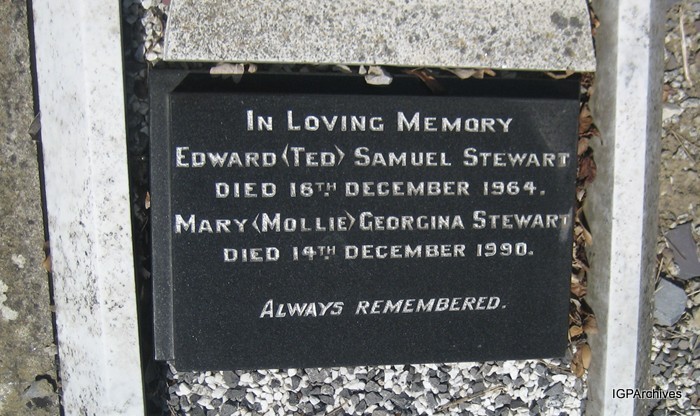 In Loving Memory
Edward <Ted> Samuel Stewart
died 16th December 1964.
Mary <Mollie> Georgina Stewart
died 14th December 1990.
Always remembered.
IGPArchives